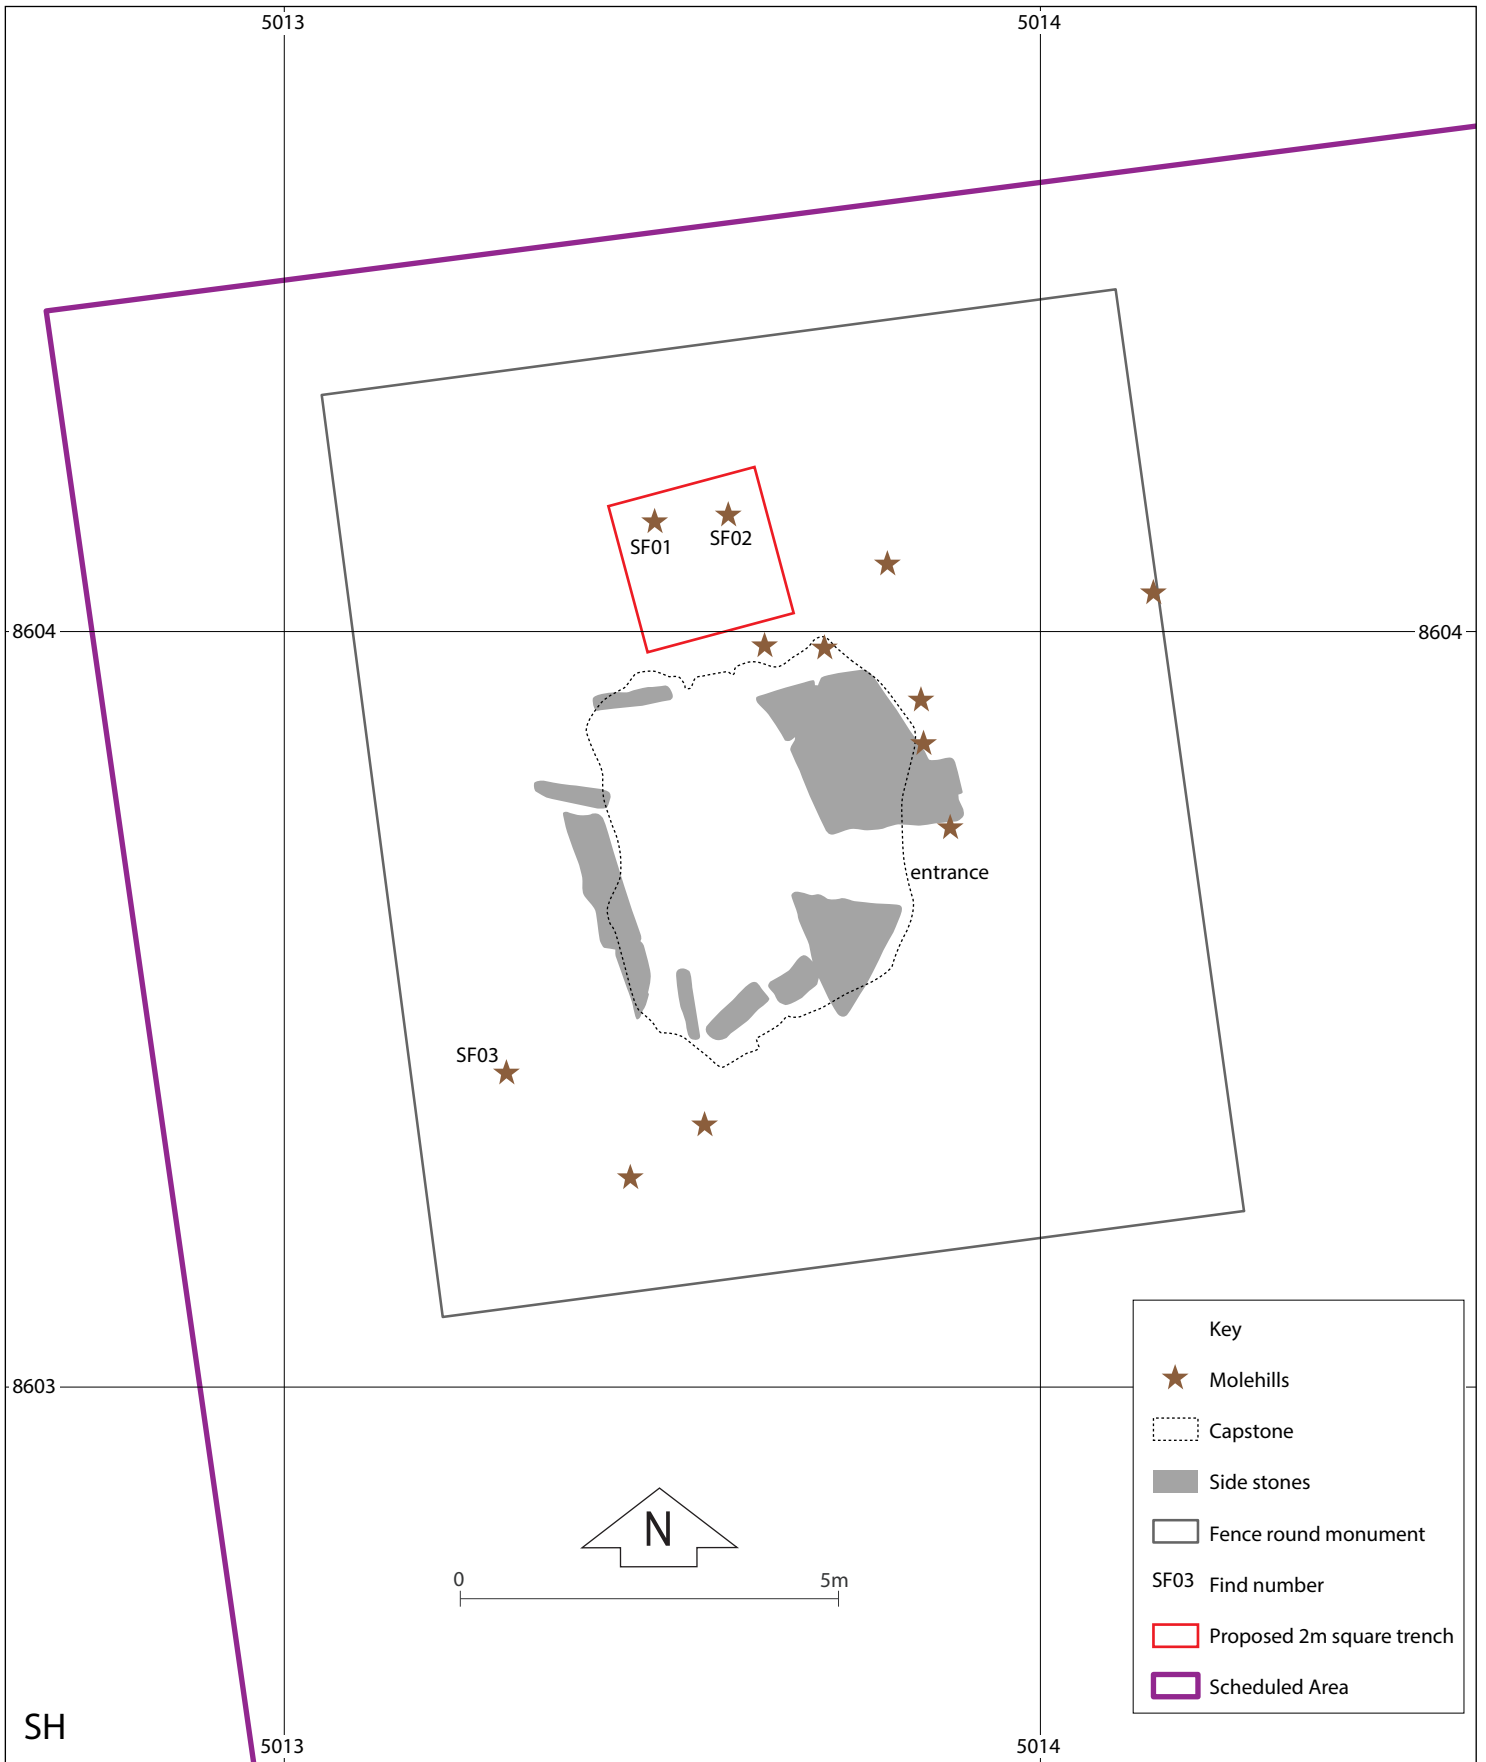 5013
5014
SF01
SF02
8604
8604
entrance
SF03
8603
Key
Molehills
Capstone
Side stones
Fence round monument
SF03 Find number
Proposed 2m square trench
Scheduled Area
N
0
5m
SH
5013
5014